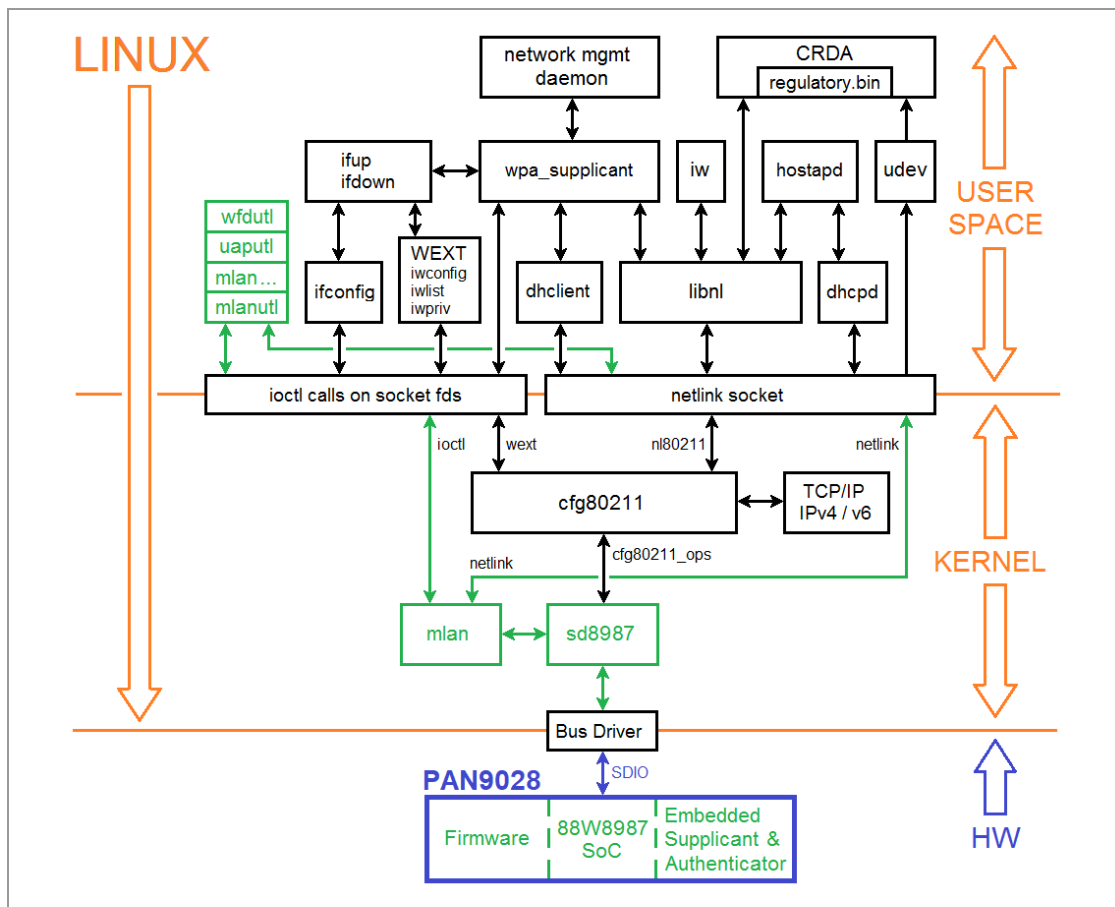 LINUX
network mgmt
daemon
CRDA
regulatory.bin
ifup
ifdown
wpa_supplicant
iw
hostapd
udev
USER
SPACE
wfdutl
uaputl
mlan...
mlanutl
ifconfig
WEXT
iwconfig
iwlist
iwpriv
dhclient
libnl
dhcpd
ioctl calls on socket fds
netlink socket
ioctl
wext
nl80211
netlink
cfg80211
TCP/IP
IPv4 / v6
cfg80211_ops
netlink
KERNEL
mlan
sd8987
Bus Driver
SDIO
PAN9028
Firmware
88W8987
SoC
Embedded
Supplicant &
Authenticator
HW